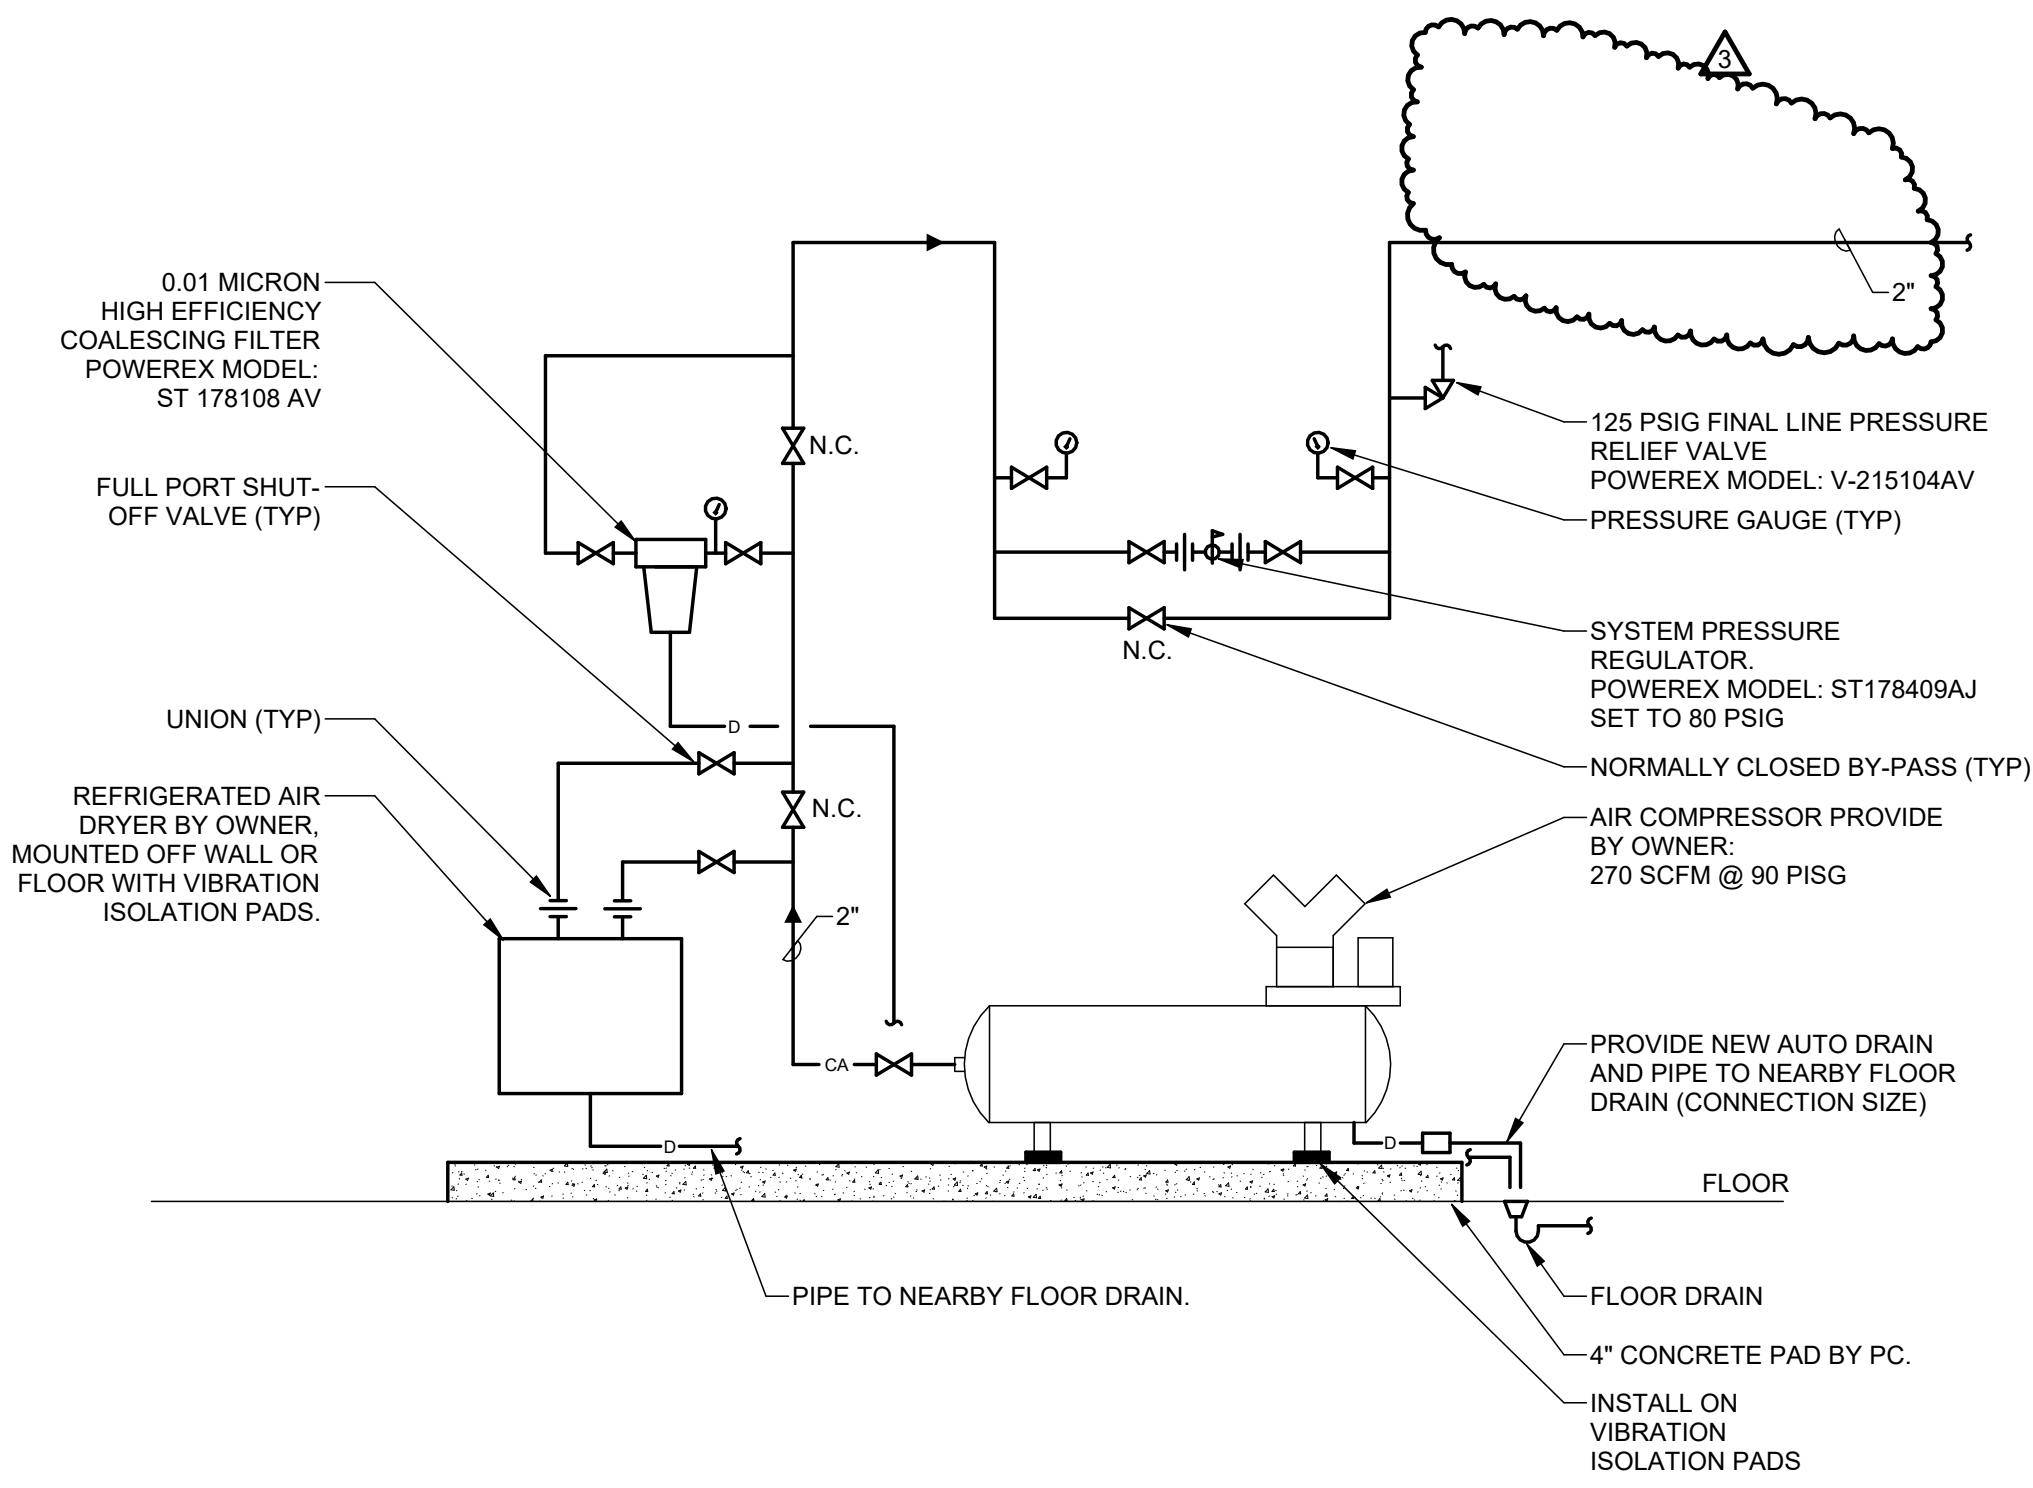 3
2"
0.01 MICRON
HIGH EFFICIENCY
COALESCING FILTER
POWEREX MODEL:
ST 178108 AV
N.C.
FULL PORT SHUT-
OFF VALVE (TYP)
125 PSIG FINAL LINE PRESSURE
RELIEF VALVE
POWEREX MODEL: V-215104AV
PRESSURE GAUGE (TYP)
N.C.
SYSTEM PRESSURE
REGULATOR.
POWEREX MODEL: ST178409AJ
SET TO 80 PSIG
UNION (TYP)
D
NORMALLY CLOSED BY-PASS (TYP)
REFRIGERATED AIR
DRYER BY OWNER,
MOUNTED OFF WALL OR
FLOOR WITH VIBRATION
ISOLATION PADS.
N.C.
AIR COMPRESSOR PROVIDE
BY OWNER:
270 SCFM @ 90 PISG
2"
CA
PROVIDE NEW AUTO DRAIN
AND PIPE TO NEARBY FLOOR
DRAIN (CONNECTION SIZE)
D
D
FLOOR
PIPE TO NEARBY FLOOR DRAIN.
FLOOR DRAIN
4" CONCRETE PAD BY PC.
INSTALL ON
VIBRATION
ISOLATION PADS